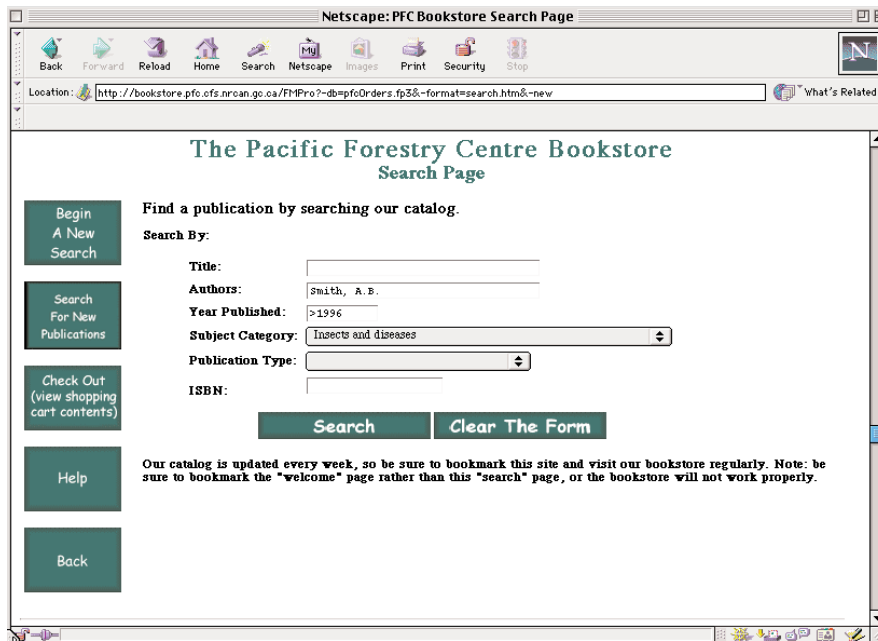 Netscape: PFC Bookstore Search Page
Back Forward Reload Home Search Netscape Images Print Security Stop
My
N
Location: http://bookstore.pfc.cfs.nrcan.gc.ca/FMPro?-db=pfcOrders.fp3&-format=search.htm&-new What's Related
The Pacific Forestry Centre Bookstore
Search Page
Begin
A New
Search
Search
For New
Publications
Check Out
(view shopping
cart contents)
Help
Back
Find a publication by searching our catalog.
Search By:
Title:
Authors: Smith, A.B.
Year Published: >1996
Subject Category: Insects and diseases
Publication Type:
ISBN:
Search Clear The Form
Our catalog is updated every week, so be sure to bookmark this site and visit our bookstore regularly. Note: be
sure to bookmark the "welcome" page rather than this "search" page, or the bookstore will not work properly.